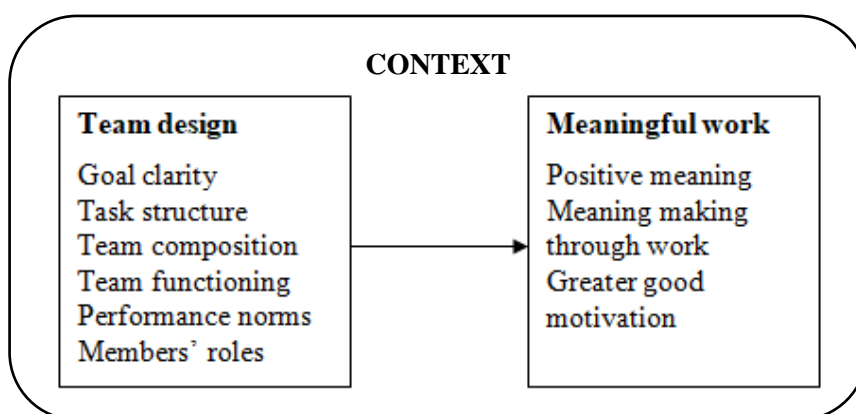 CONTEXT
Team design
Goal clarity
Task structure
Team composition
Team functioning
Performance norms
Members’ roles
Meaningful work
Positive meaning
Meaning making
through work
Greater good
motivation